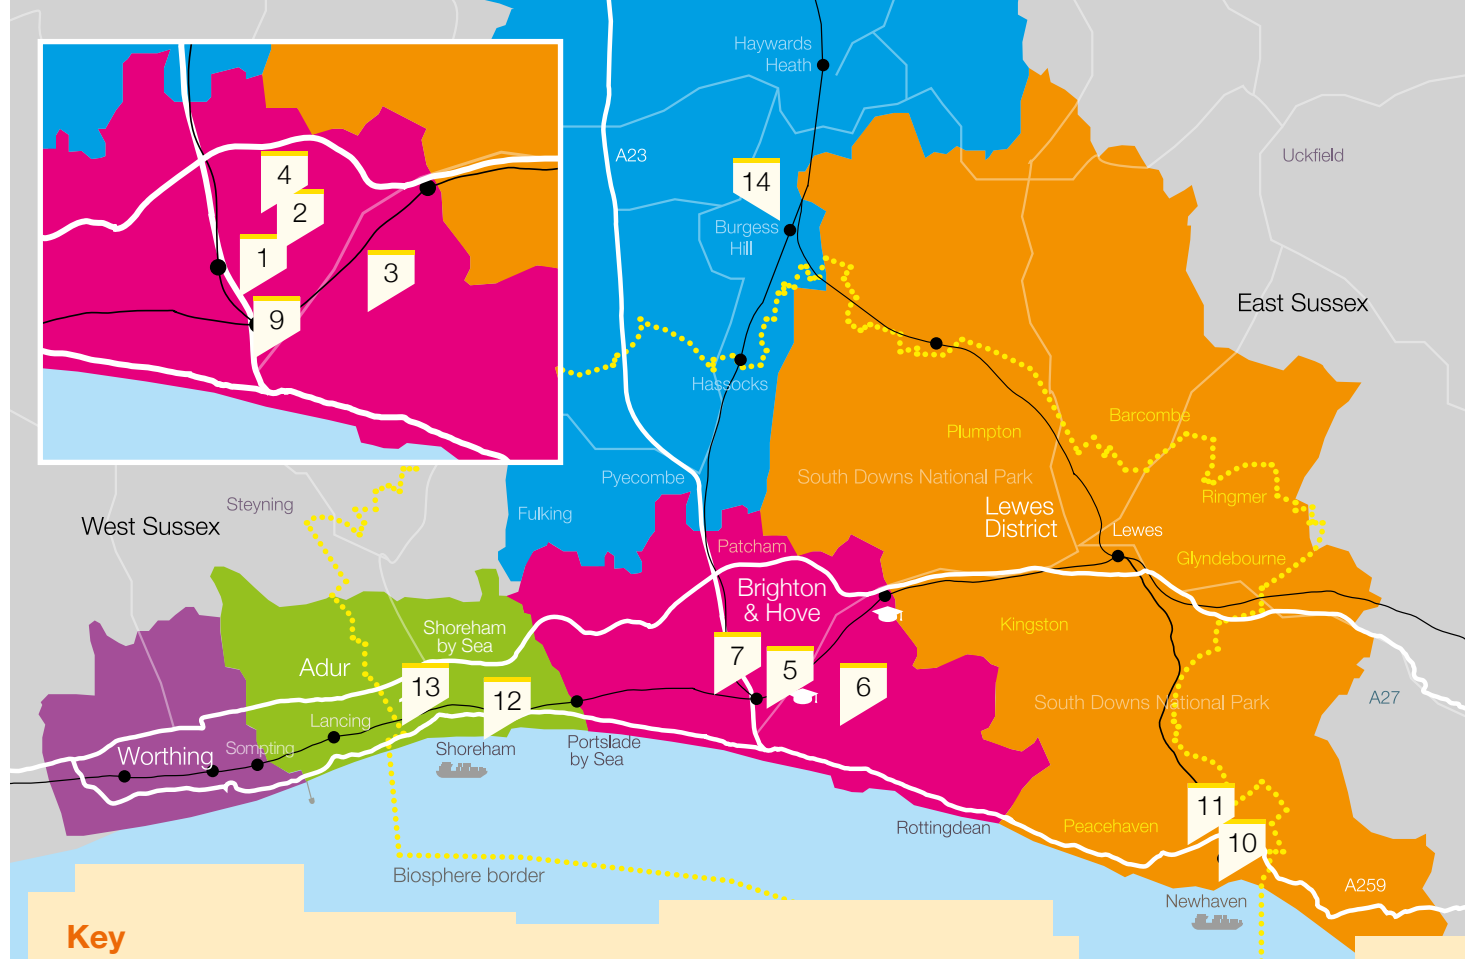 Haywards
Heath
A23
Uckfield
4
14
2
Burgess
Hill
1
3
East Sussex
9
Hassocks
Barcombe
Plumpton
Pyecombe
South Downs National Park
Steyning
Ringmer
West Sussex
Fulking
Lewes
District
Lewes
Patcham
Glyndebourne
Brighton
& Hove
Shoreham
by Sea
Kingston
Adur
7
5
6
13
12
South Downs National Park
A27
Lancing
Worthing
Sompting
Shoreham
Portslade
by Sea
11
Rottingdean
Peacehaven
10
Biosphere border
A259
Newhaven
Key